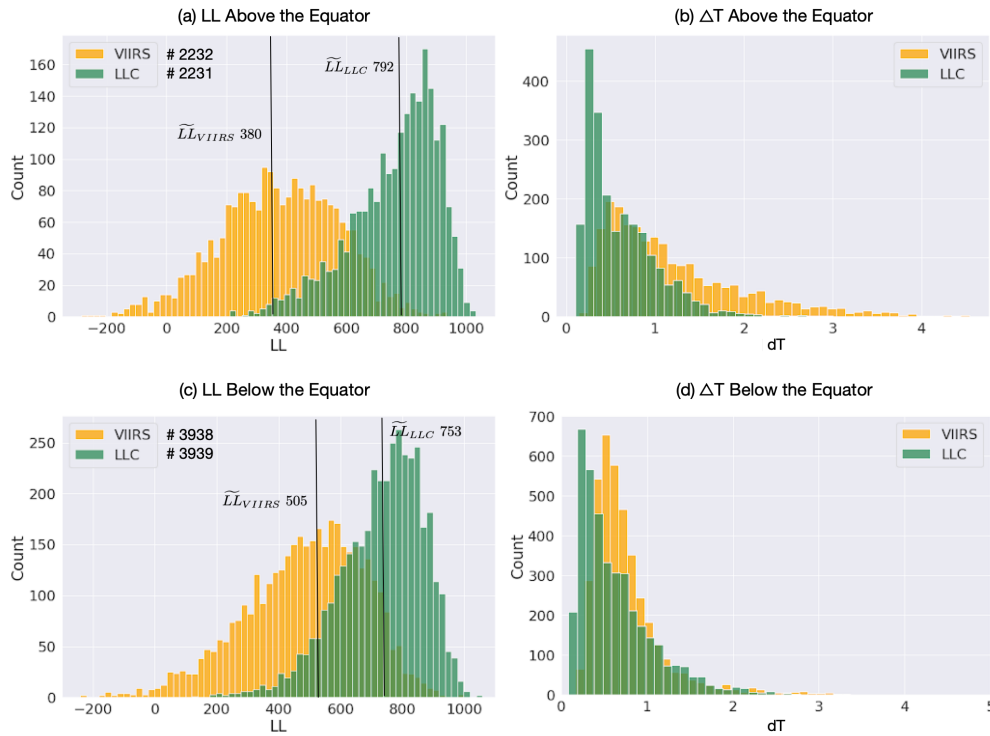 (a) LL Above the Equator
VIIRS # 2232
LLC # 2231
L͠L_LLC 792
L͠L_VIIRS 380
160
140
120
100
80
60
40
20
0
Count
−200 0 200 400 600 800 1000
LL
(b) △T Above the Equator
VIIRS
LLC
400
300
200
100
0
Count
0 1 2 3 4
dT
(c) LL Below the Equator
VIIRS # 3938
LLC # 3939
L͠L_LLC 753
L͠L_VIIRS 505
250
200
150
100
50
0
Count
−200 0 200 400 600 800 1000
LL
(d) △T Below the Equator
VIIRS
LLC
700
600
500
400
300
200
100
0
Count
0 1 2 3 4 5
dT